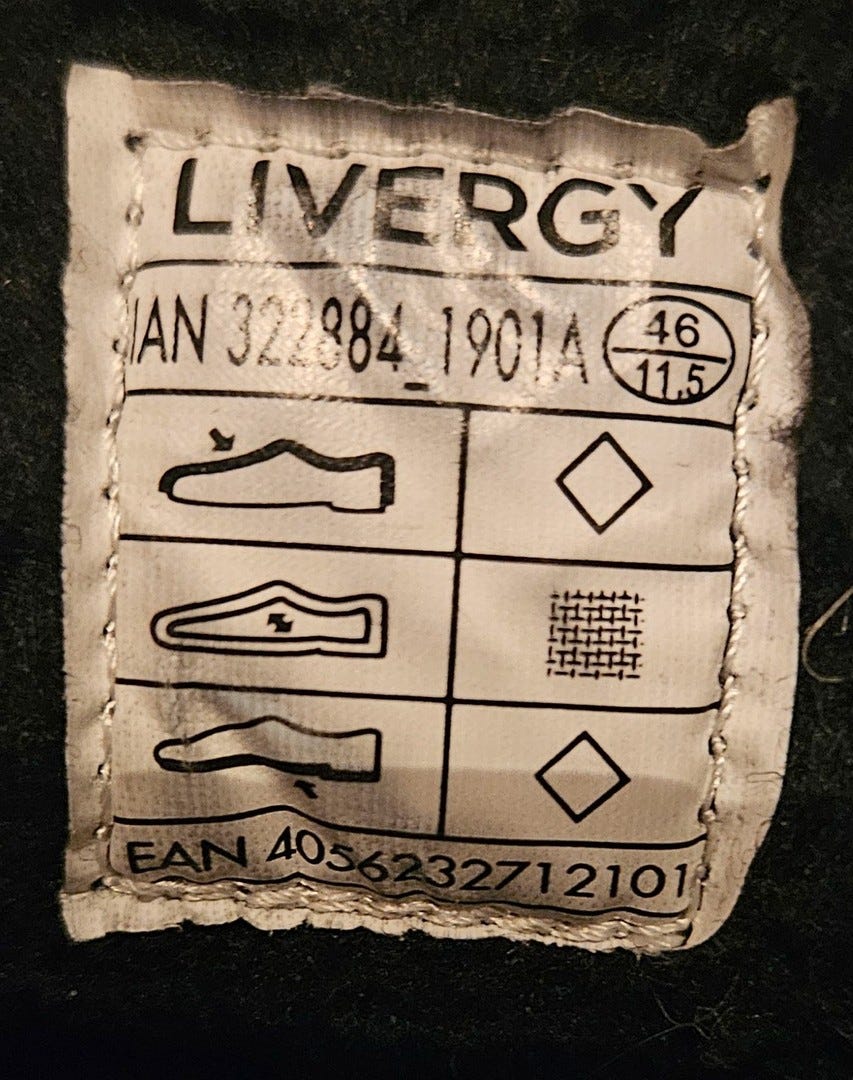 LIVERGY
IAN 322884_1901A
46
11,5
EAN 4056232712101